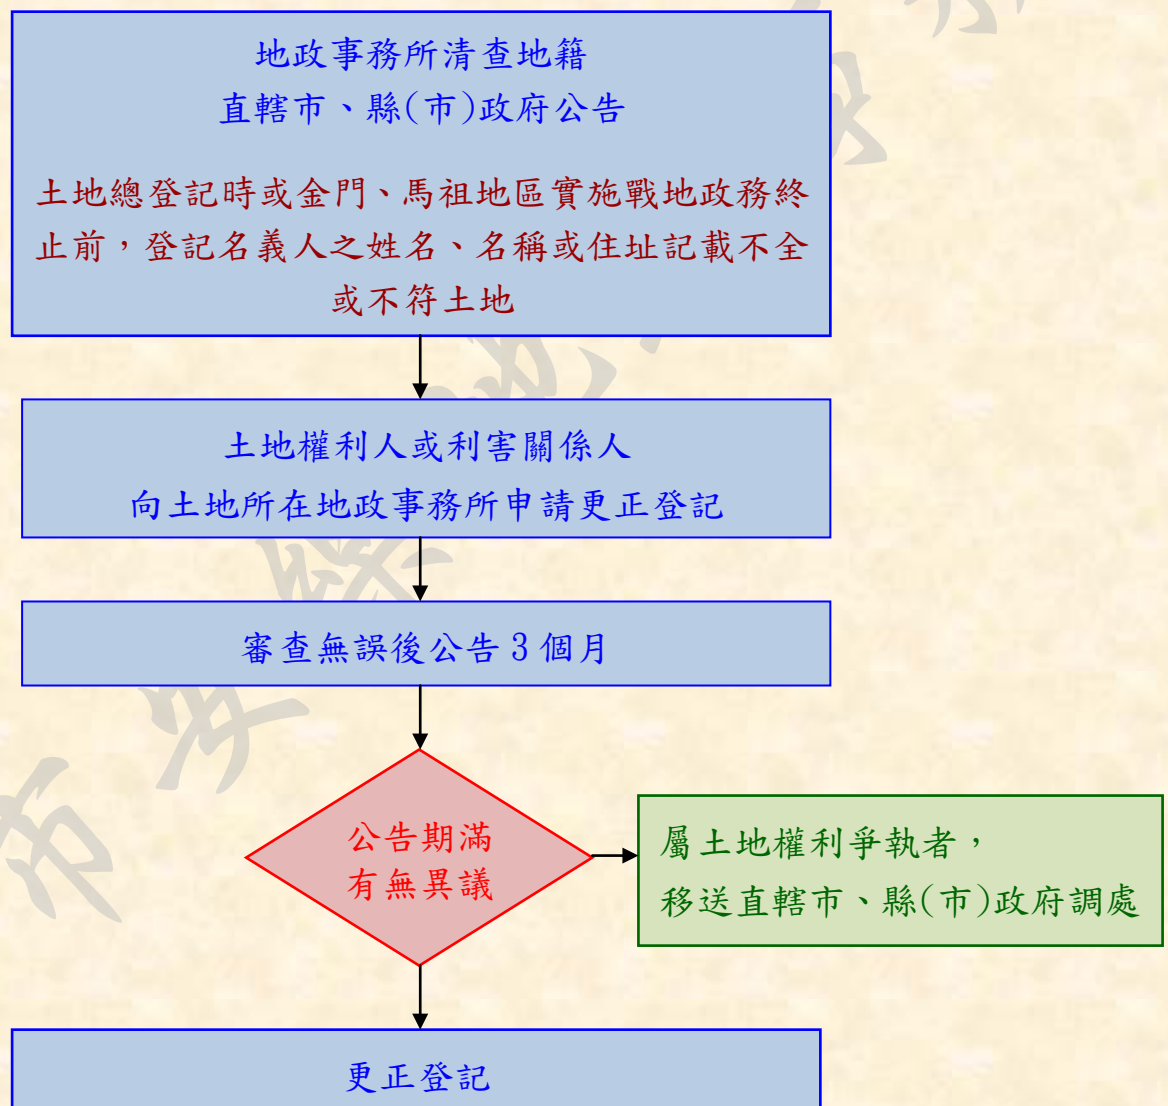 地政事務所清查地籍
直轄市、縣(市)政府公告
土地總登記時或金門、馬祖地區實施戰地政務終
止前，登記名義人之姓名、名稱或住址記載不全
或不符土地
土地權利人或利害關係人
向土地所在地政事務所申請更正登記
審查無誤後公告3個月
公告期滿
有無異議
屬土地權利爭執者，
移送直轄市、縣(市)政府調處
更正登記